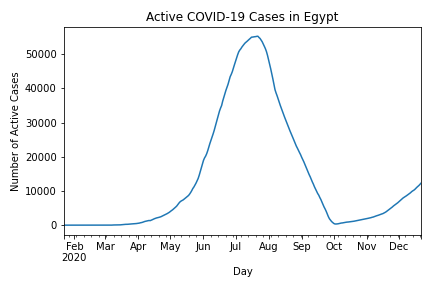 Active COVID-19 Cases in Egypt
Number of Active Cases
50000
40000
30000
20000
10000
0
Feb Mar Apr May Jun Jul Aug Sep Oct Nov Dec
2020
Day